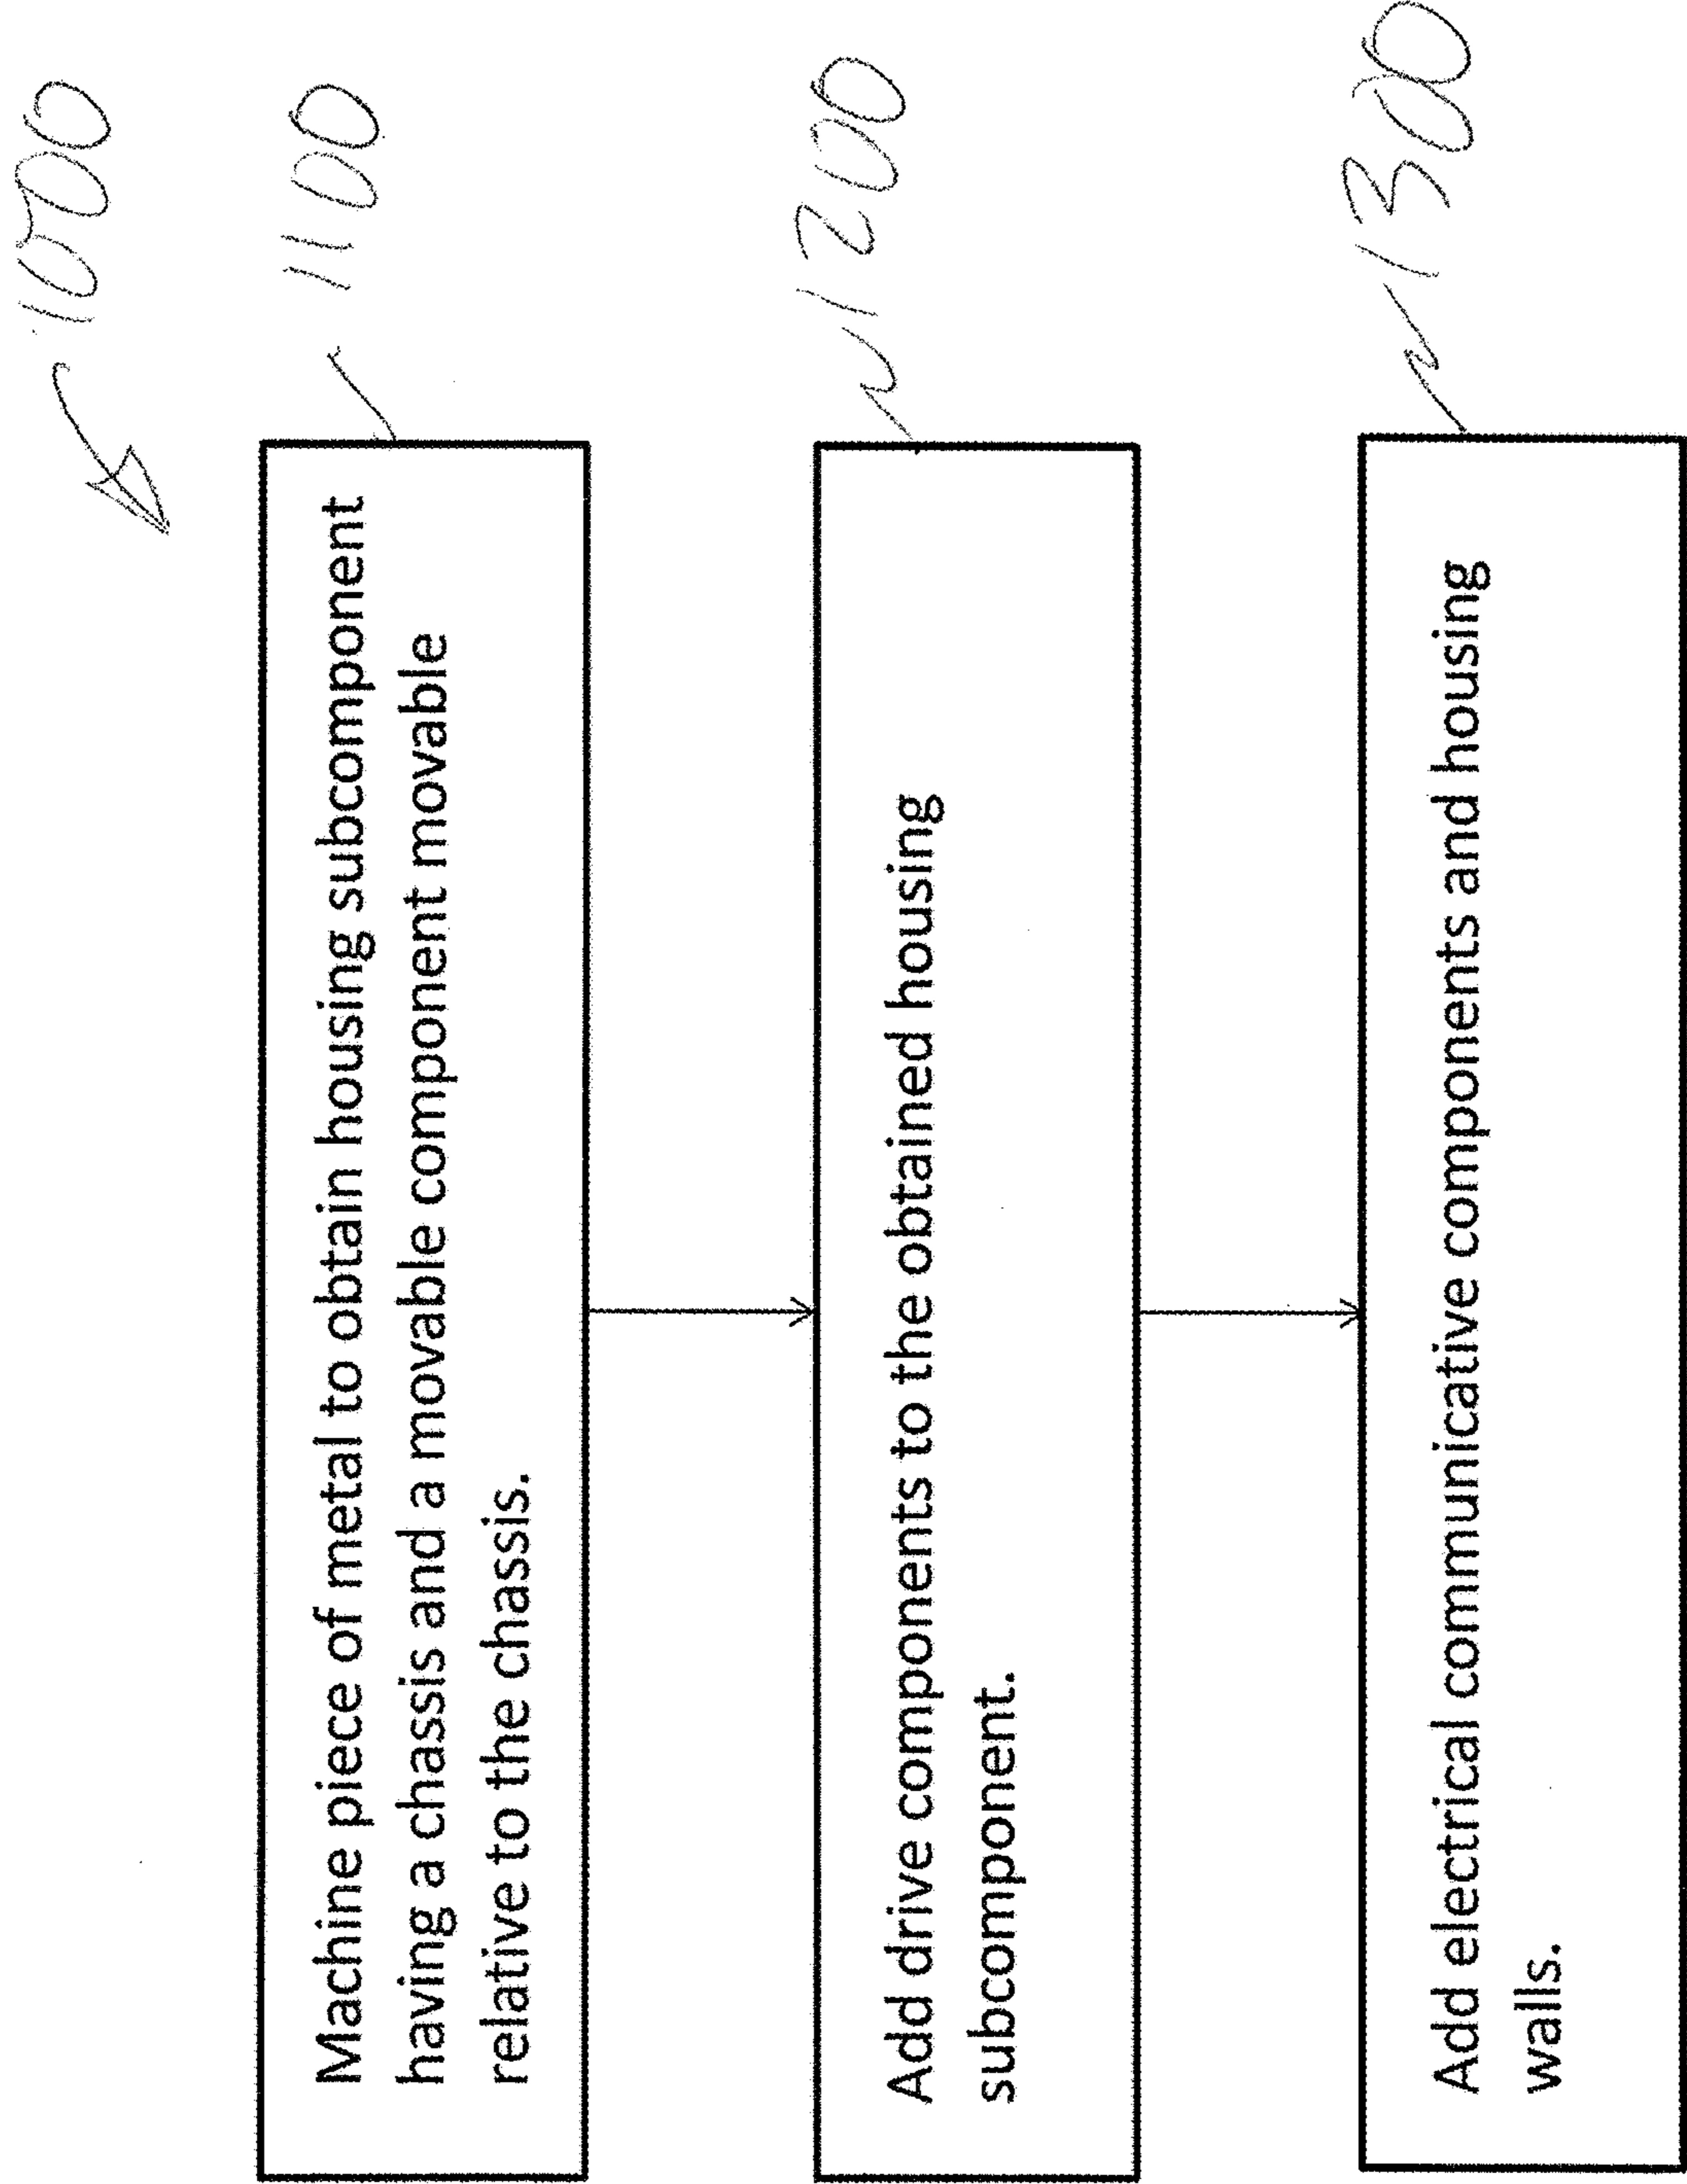 1000
1100
Machine piece of metal to obtain housing subcomponent
having a chassis and a movable component movable
relative to the chassis.
1200
Add drive components to the obtained housing
subcomponent.
1300
Add electrical communicative components and housing
walls.